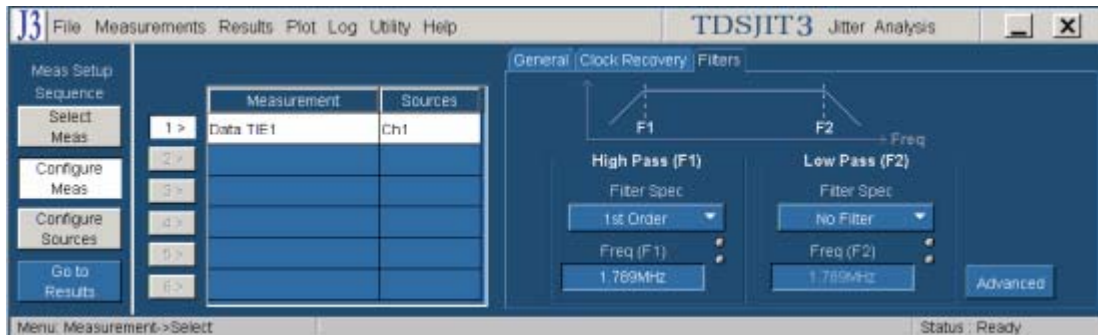 J3 File Measurements Results Plot Log Utility Help TDSJIT3 Jitter Analysis
Meas Setup
Sequence
Select
Meas
Configure
Meas
Configure
Sources
Go to
Results
Measurement Sources
1 > Data TIE1 Ch1
2 >
3 >
4 >
5 >
6 >
General Clock Recovery Filters
F1 F2
Freq
High Pass (F1) Low Pass (F2)
Filter Spec Filter Spec
1st Order No Filter
Freq (F1) Freq (F2)
1.789MHz 1.789MHz
Advanced
Menu: Measurement->Select Status : Ready